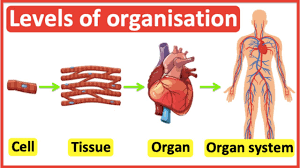 Levels of organisation
Cell
Tissue
Organ
Organ system